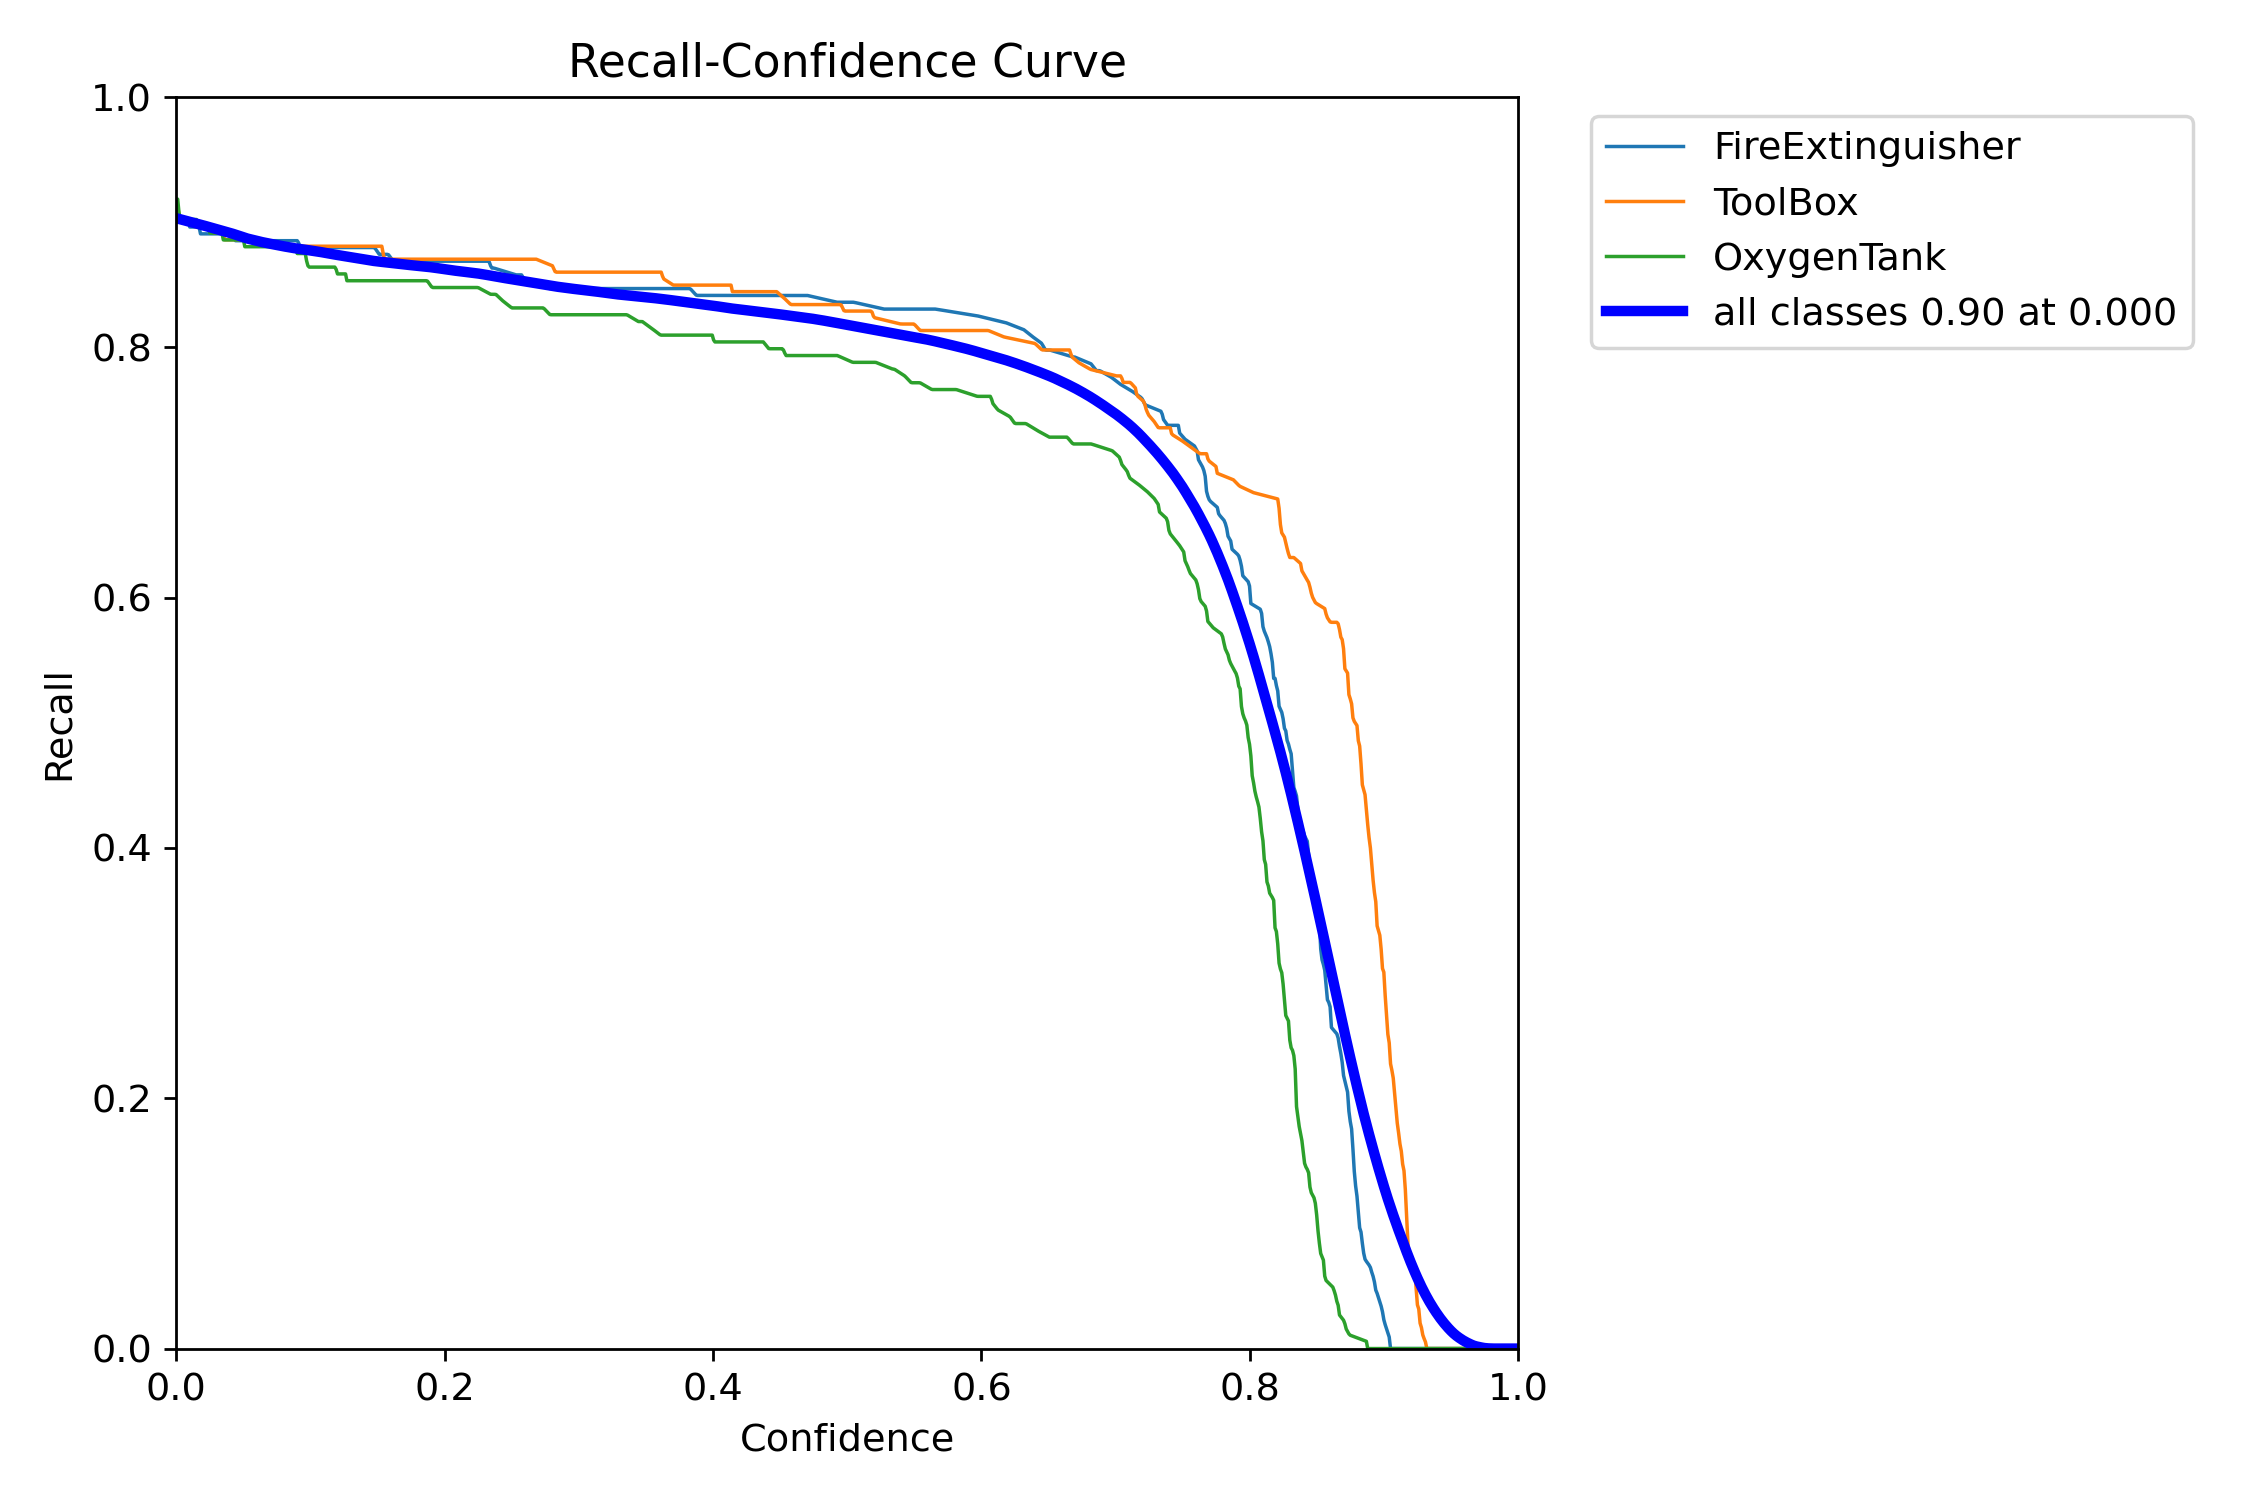 Recall-Confidence Curve
1.0
0.8
0.6
0.4
0.2
0.0
Recall
0.0 0.2 0.4 0.6 0.8 1.0
Confidence
FireExtinguisher
ToolBox
OxygenTank
all classes 0.90 at 0.000